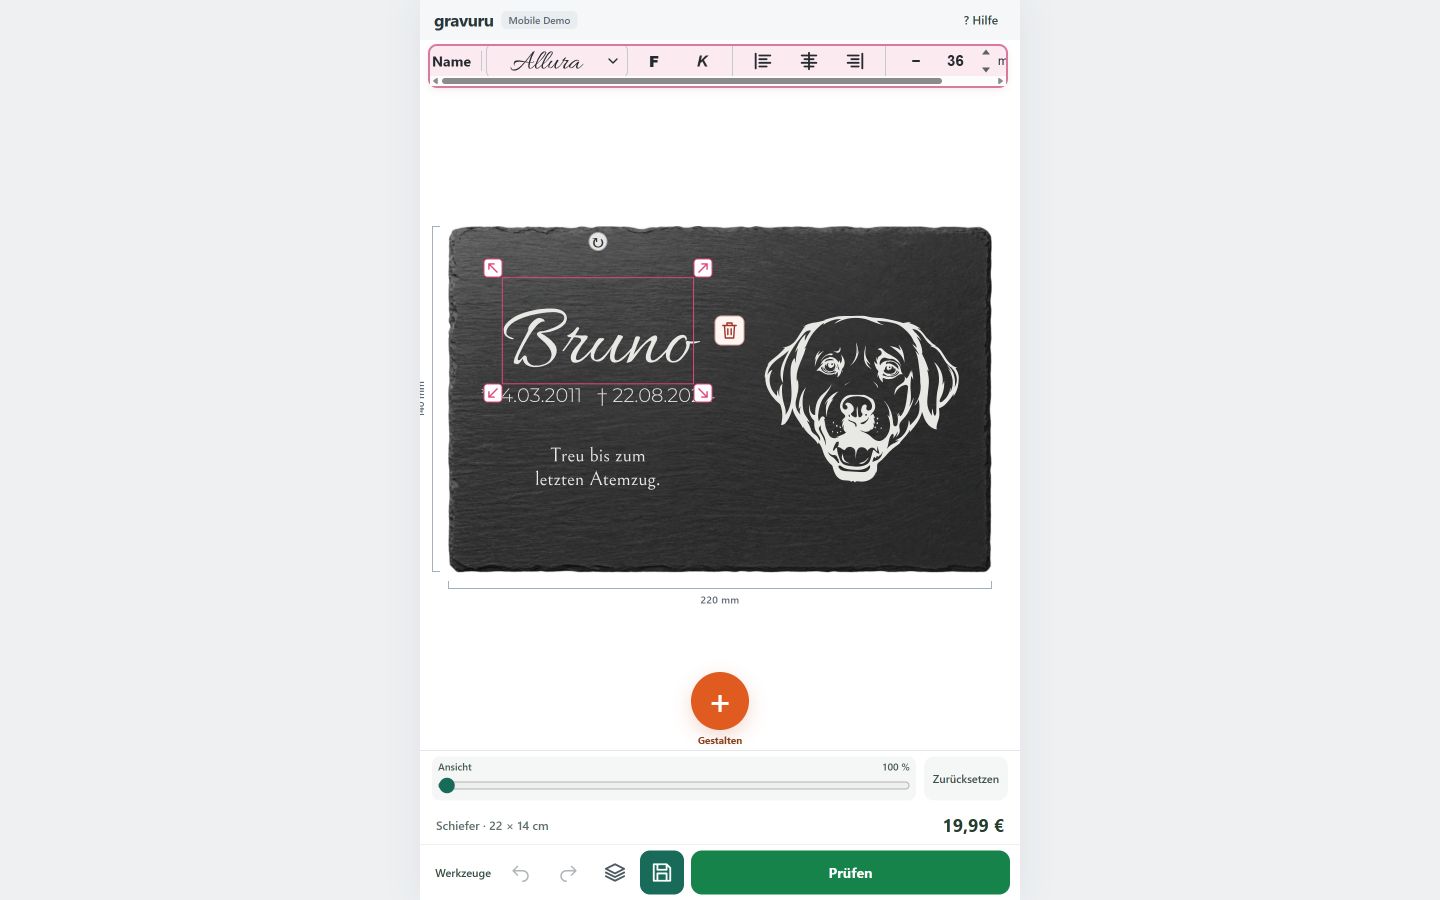 gravuru Mobile Demo ? Hilfe
Name Allura F K − 36
Bruno
4.03.2011 † 22.08.20
Treu bis zum
letzten Atemzug.
220 mm
+
Gestalten
Ansicht 100 %
Zurücksetzen
Schiefer · 22 × 14 cm 19,99 €
Werkzeuge Prüfen